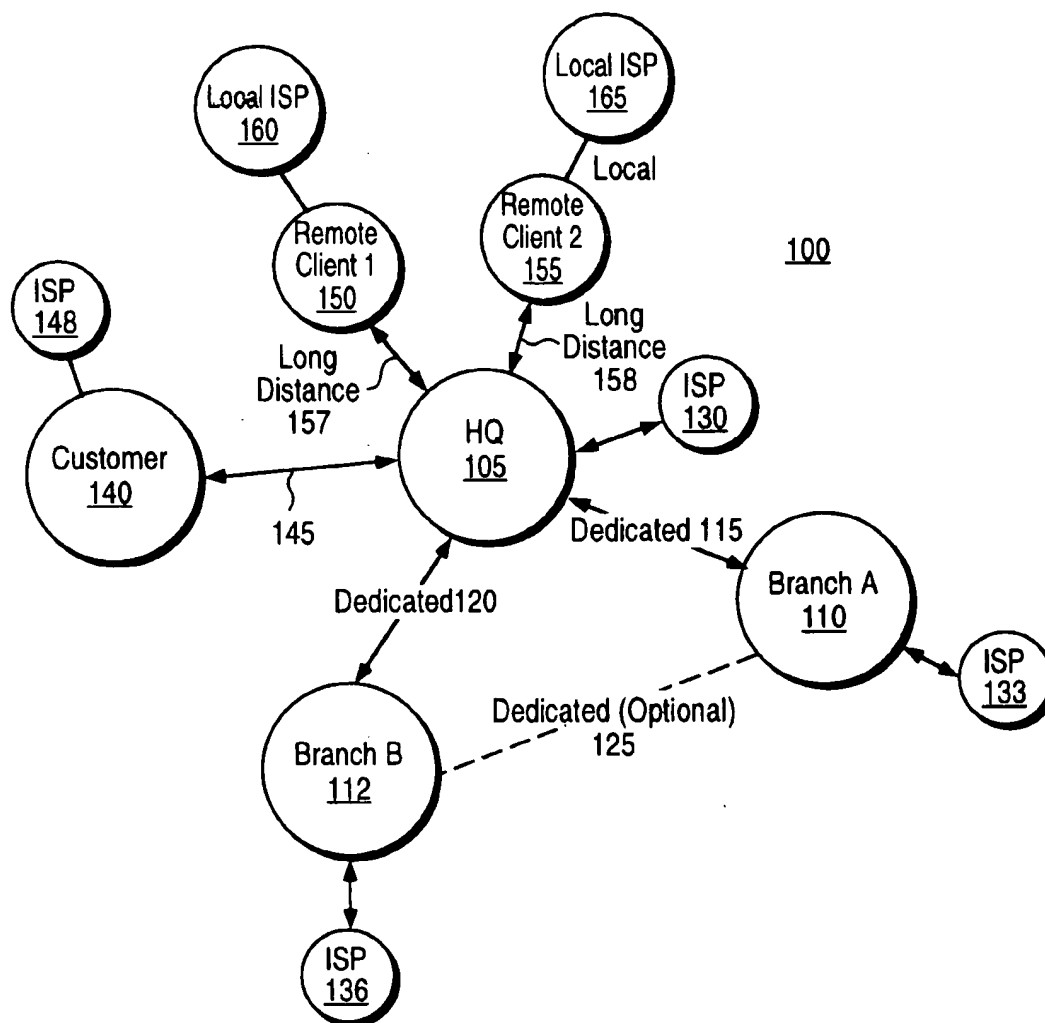 Local ISP
160
Local ISP
165
Local
Remote
Client 1
150
Remote
Client 2
155
100
ISP
148
Long
Distance
157
Long
Distance
158
ISP
130
HQ
105
Customer
140
145
Dedicated 115
Dedicated120
Branch A
110
ISP
133
Dedicated (Optional)
125
Branch B
112
ISP
136